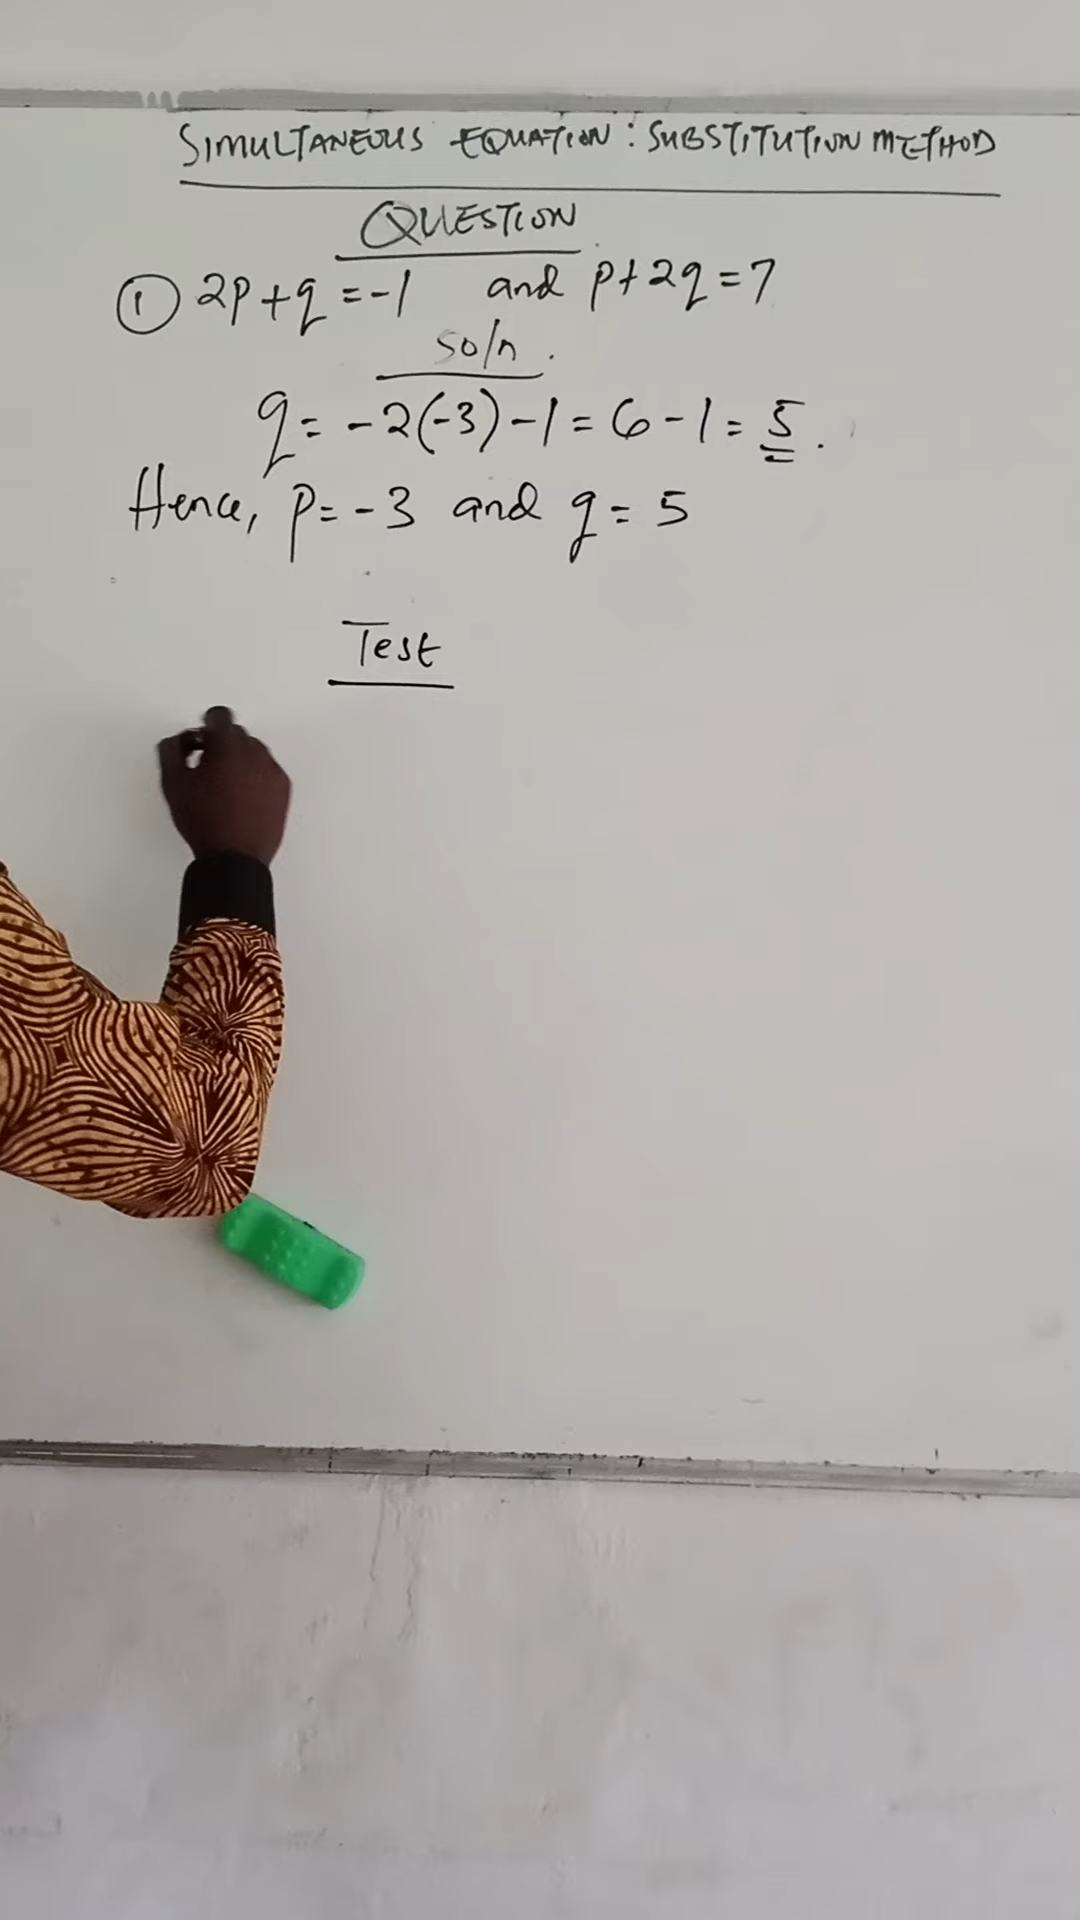 SIMULTANEOUS EQUATION: SUBSTITUTION METHOD
QUESTION
① 2p+q=-1 and p+2q=7
soln.
q=-2(-3)-1=6-1=5.
Hence, p=-3 and q=5
Test